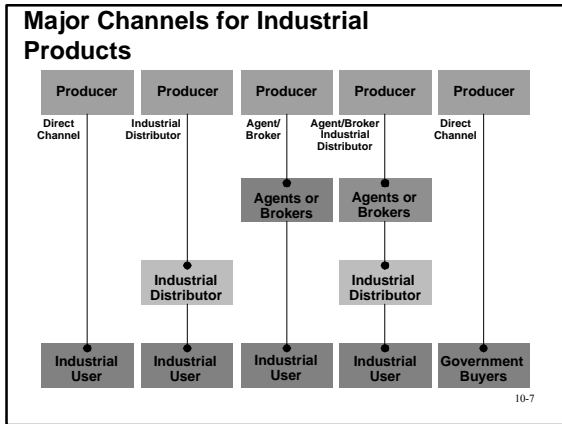 Major Channels for Industrial
Products
Producer
Producer
Producer
Producer
Producer
Direct
Channel
Industrial
Distributor
Agent/
Broker
Agent/Broker
Industrial
Distributor
Direct
Channel
Agents or
Brokers
Agents or
Brokers
Industrial
Distributor
Industrial
Distributor
Industrial
User
Industrial
User
Industrial
User
Industrial
User
Government
Buyers
10-7